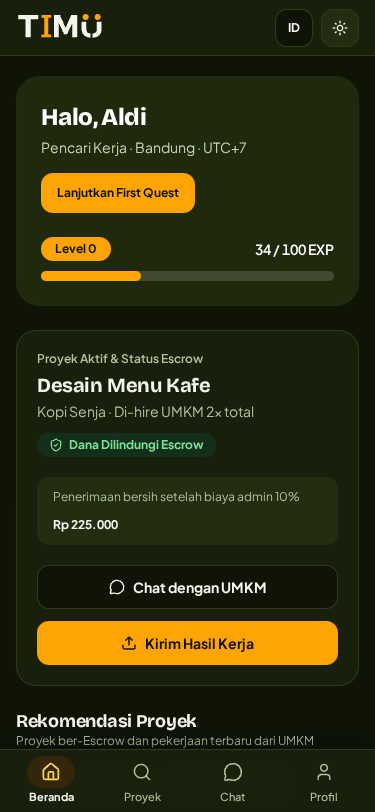 TIMU
ID
Halo, Aldi
Pencari Kerja · Bandung · UTC+7
Lanjutkan First Quest
Level 0
34 / 100 EXP
Proyek Aktif & Status Escrow
Desain Menu Kafe
Kopi Senja · Di-hire UMKM 2× total
Dana Dilindungi Escrow
Penerimaan bersih setelah biaya admin 10%
Rp 225.000
Chat dengan UMKM
Kirim Hasil Kerja
Rekomendasi Proyek
Proyek ber-Escrow dan pekerjaan terbaru dari UMKM
Beranda
Proyek
Chat
Profil